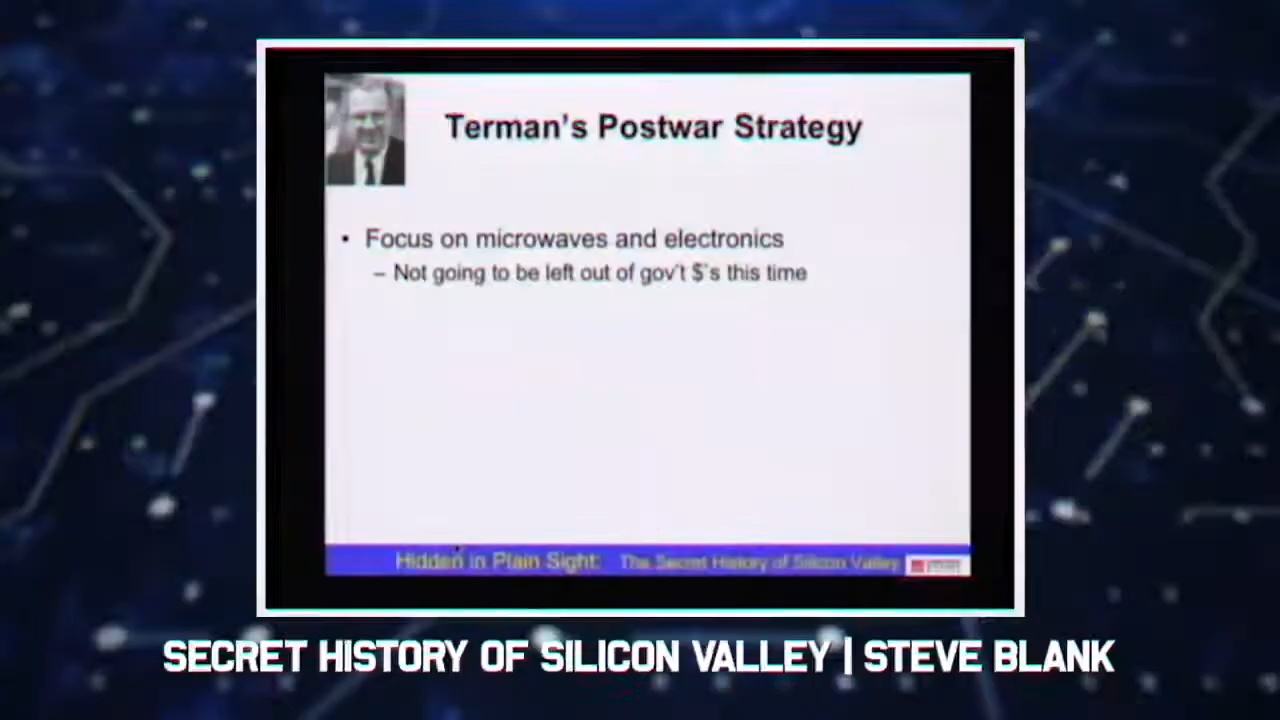 Terman's Postwar Strategy
• Focus on microwaves and electronics
– Not going to be left out of gov't $'s this time
Hidden in Plain Sight: The Secret History of Silicon Valley
SECRET HISTORY OF SILICON VALLEY | STEVE BLANK